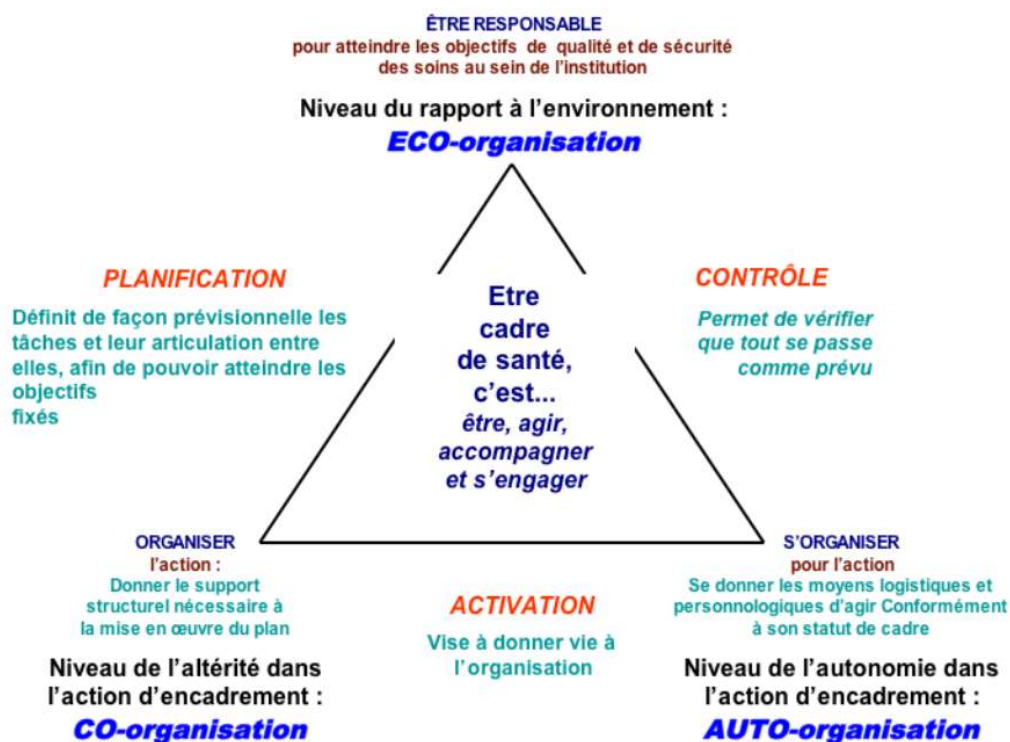 ÊTRE RESPONSABLE
pour atteindre les objectifs de qualité et de sécurité
des soins au sein de l'institution
Niveau du rapport à l'environnement :
ECO-organisation
PLANIFICATION
Définit de façon prévisionnelle les
tâches et leur articulation entre
elles, afin de pouvoir atteindre les
objectifs
fixés
Etre
cadre
de santé,
c'est...
être, agir,
accompagner
et s'engager
CONTRÔLE
Permet de vérifier
que tout se passe
comme prévu
ORGANISER
l'action :
Donner le support
structurel nécessaire à
la mise en œuvre du plan
Niveau de l'altérité dans
l'action d'encadrement :
CO-organisation
ACTIVATION
Vise à donner vie à
l'organisation
S'ORGANISER
pour l'action
Se donner les moyens logistiques et
personnologiques d'agir Conformément
à son statut de cadre
Niveau de l'autonomie dans
l'action d'encadrement :
AUTO-organisation